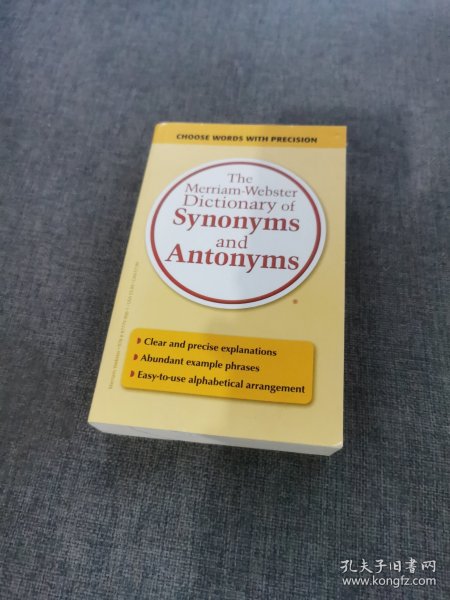 CHOOSE WORDS WITH PRECISION
The
Merriam-Webster
Dictionary of
Synonyms
and
Antonyms
®
Clear and precise explanations
Abundant example phrases
Easy-to-use alphabetical arrangement
孔夫子旧书网
www.kongfz.com